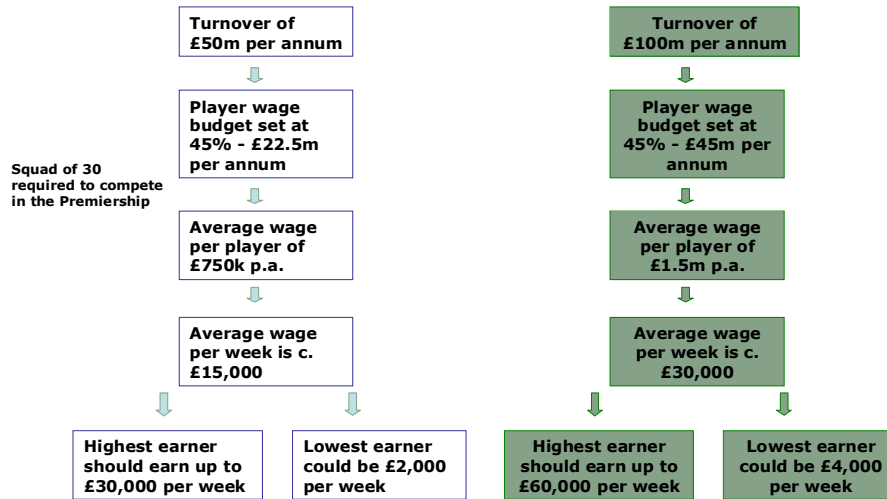 Turnover of
£50m per annum
Turnover of
£100m per annum
Player wage
budget set at
45% - £22.5m
per annum
Player wage
budget set at
45% - £45m per
annum
Squad of 30
required to compete
in the Premiership
Average wage
per player of
£750k p.a.
Average wage
per player of
£1.5m p.a.
Average wage
per week is c.
£15,000
Average wage
per week is c.
£30,000
Highest earner
should earn up to
£30,000 per week
Lowest earner
could be £2,000
per week
Highest earner
should earn up to
£60,000 per week
Lowest earner
could be £4,000
per week